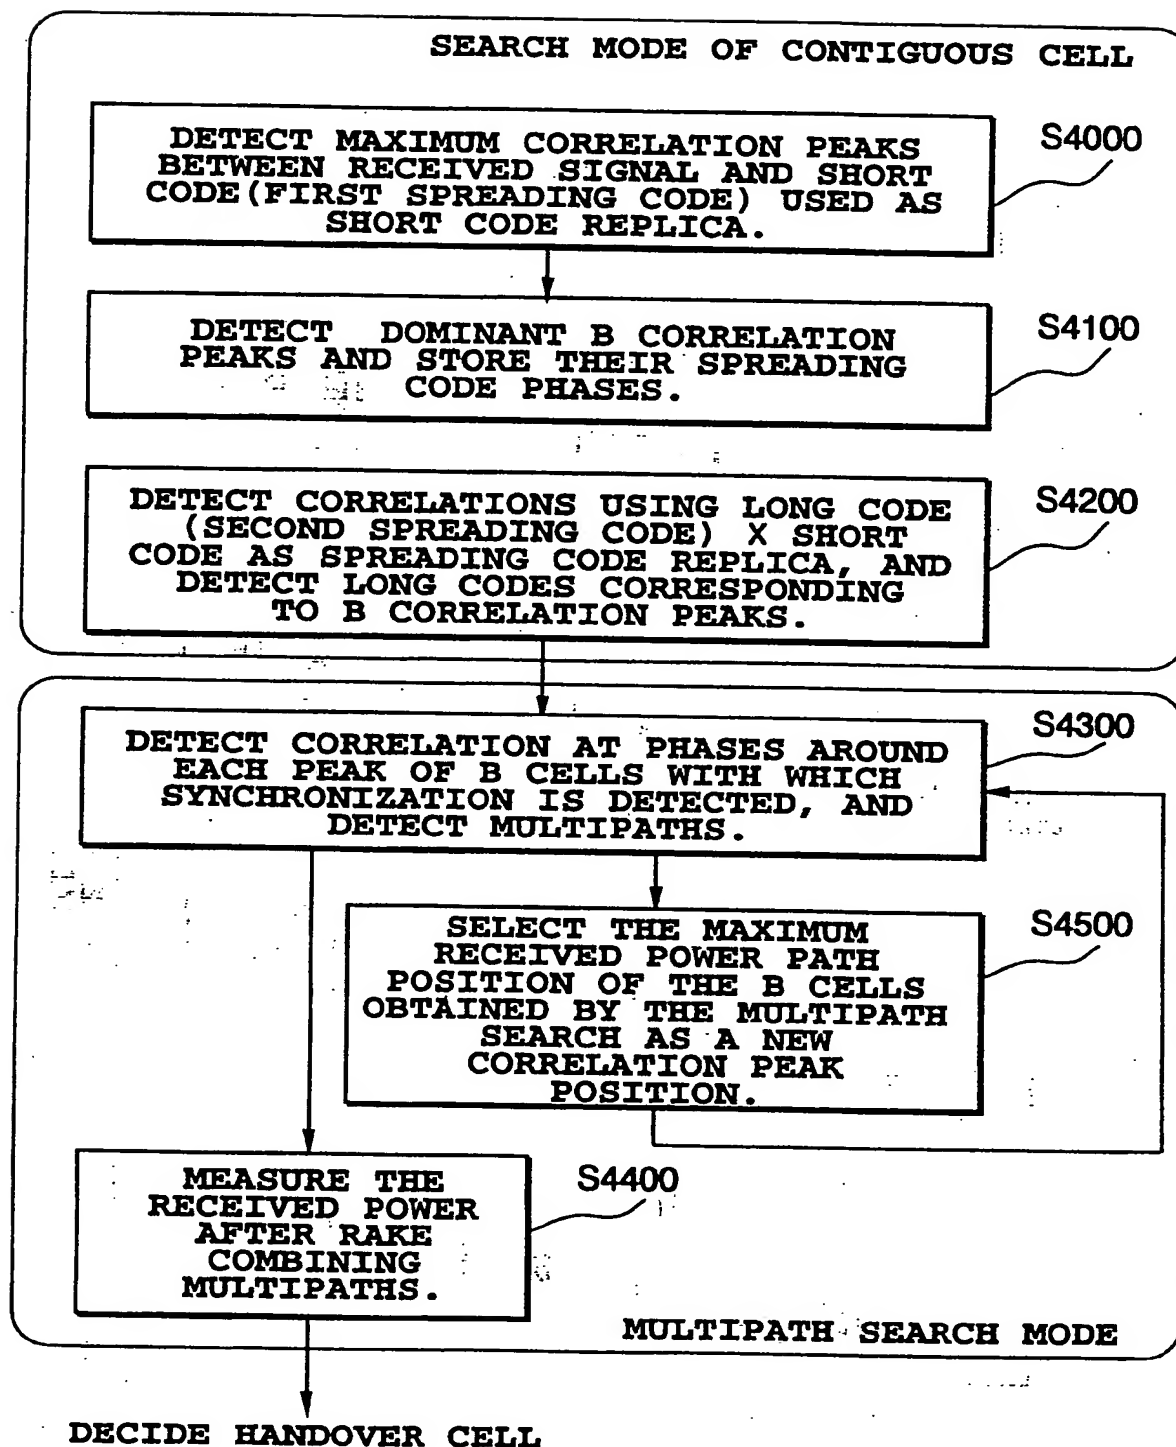 SEARCH MODE OF CONTIGUOUS CELL
DETECT MAXIMUM CORRELATION PEAKS
BETWEEN RECEIVED SIGNAL AND SHORT
CODE(FIRST SPREADING CODE) USED AS
SHORT CODE REPLICA.
S4000
DETECT DOMINANT B CORRELATION
PEAKS AND STORE THEIR SPREADING
CODE PHASES.
S4100
DETECT CORRELATIONS USING LONG CODE
(SECOND SPREADING CODE) X SHORT
CODE AS SPREADING CODE REPLICA, AND
DETECT LONG CODES CORRESPONDING
TO B CORRELATION PEAKS.
S4200
DETECT CORRELATION AT PHASES AROUND
EACH PEAK OF B CELLS WITH WHICH
SYNCHRONIZATION IS DETECTED, AND
DETECT MULTIPATHS.
S4300
SELECT THE MAXIMUM
RECEIVED POWER PATH
POSITION OF THE B CELLS
OBTAINED BY THE MULTIPATH
SEARCH AS A NEW
CORRELATION PEAK
POSITION.
S4500
MEASURE THE
RECEIVED POWER
AFTER RAKE
COMBINING
MULTIPATHS.
S4400
MULTIPATH SEARCH MODE
DECIDE HANDOVER CELL